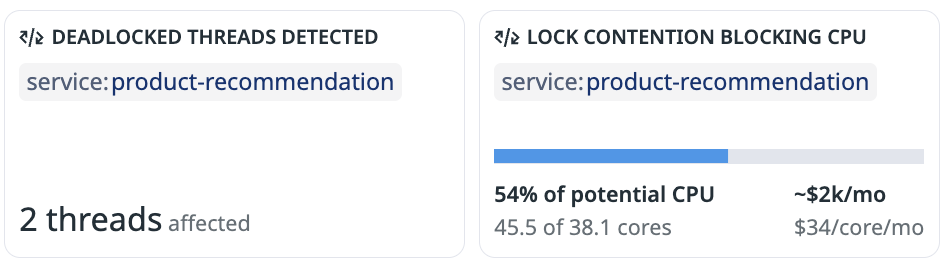 DEADLOCKED THREADS DETECTED
service:product-recommendation
2 threads affected
LOCK CONTENTION BLOCKING CPU
service:product-recommendation
54% of potential CPU ~$2k/mo
45.5 of 38.1 cores $34/core/mo